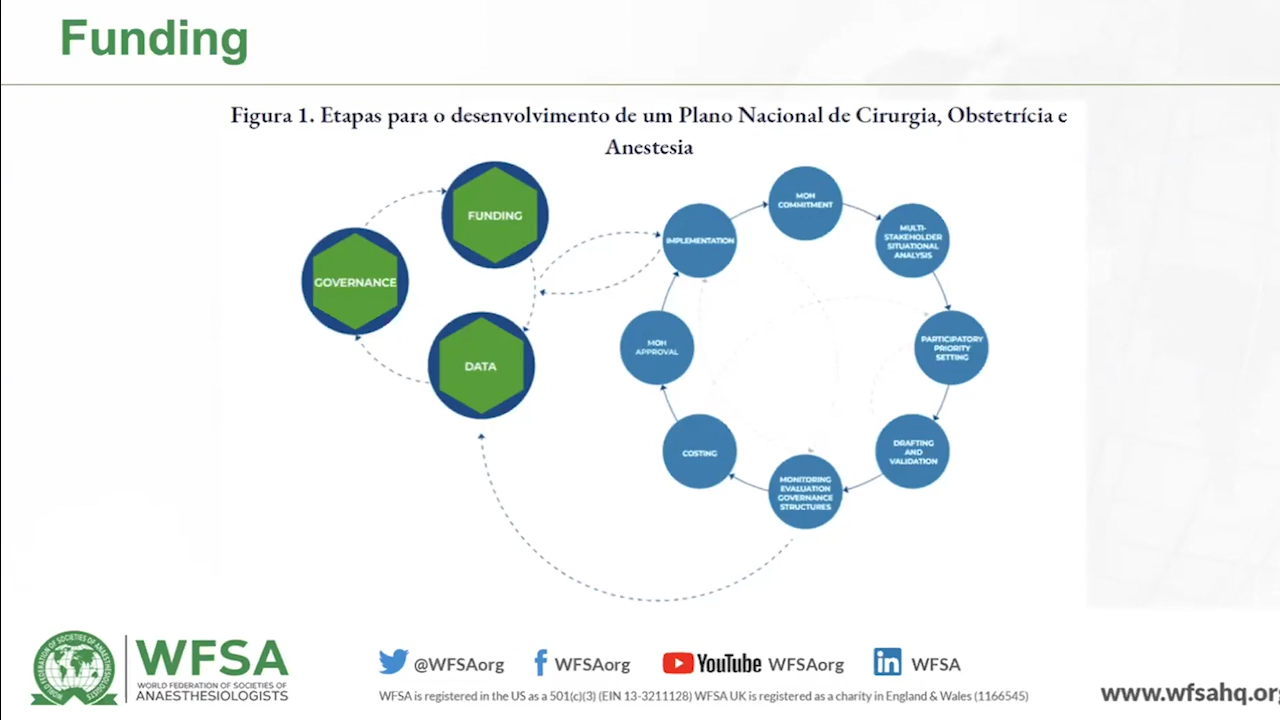 Funding
Figura 1. Etapas para o desenvolvimento de um Plano Nacional de Cirurgia, Obstetrícia e
Anestesia
FUNDING
GOVERNANCE
DATA
MOH
COMMITMENT
MULTI-
STAKEHOLDER
SITUATIONAL
ANALYSIS
PARTICIPATORY
PRIORITY
SETTING
DRAFTING
AND
VALIDATION
MONITORING
EVALUATION
GOVERNANCE
STRUCTURES
COSTING
MOH
APPROVAL
IMPLEMENTATION
WORLD FEDERATION OF SOCIETIES OF ANAESTHESIOLOGISTS
WFSA
WORLD FEDERATION OF SOCIETIES OF
ANAESTHESIOLOGISTS
@WFSAorg
WFSAorg
YouTube WFSAorg
in WFSA
WFSA is registered in the US as a 501(c)(3) (EIN 13-3211128) WFSA UK is registered as a charity in England & Wales (1166545)
www.wfsahq.org